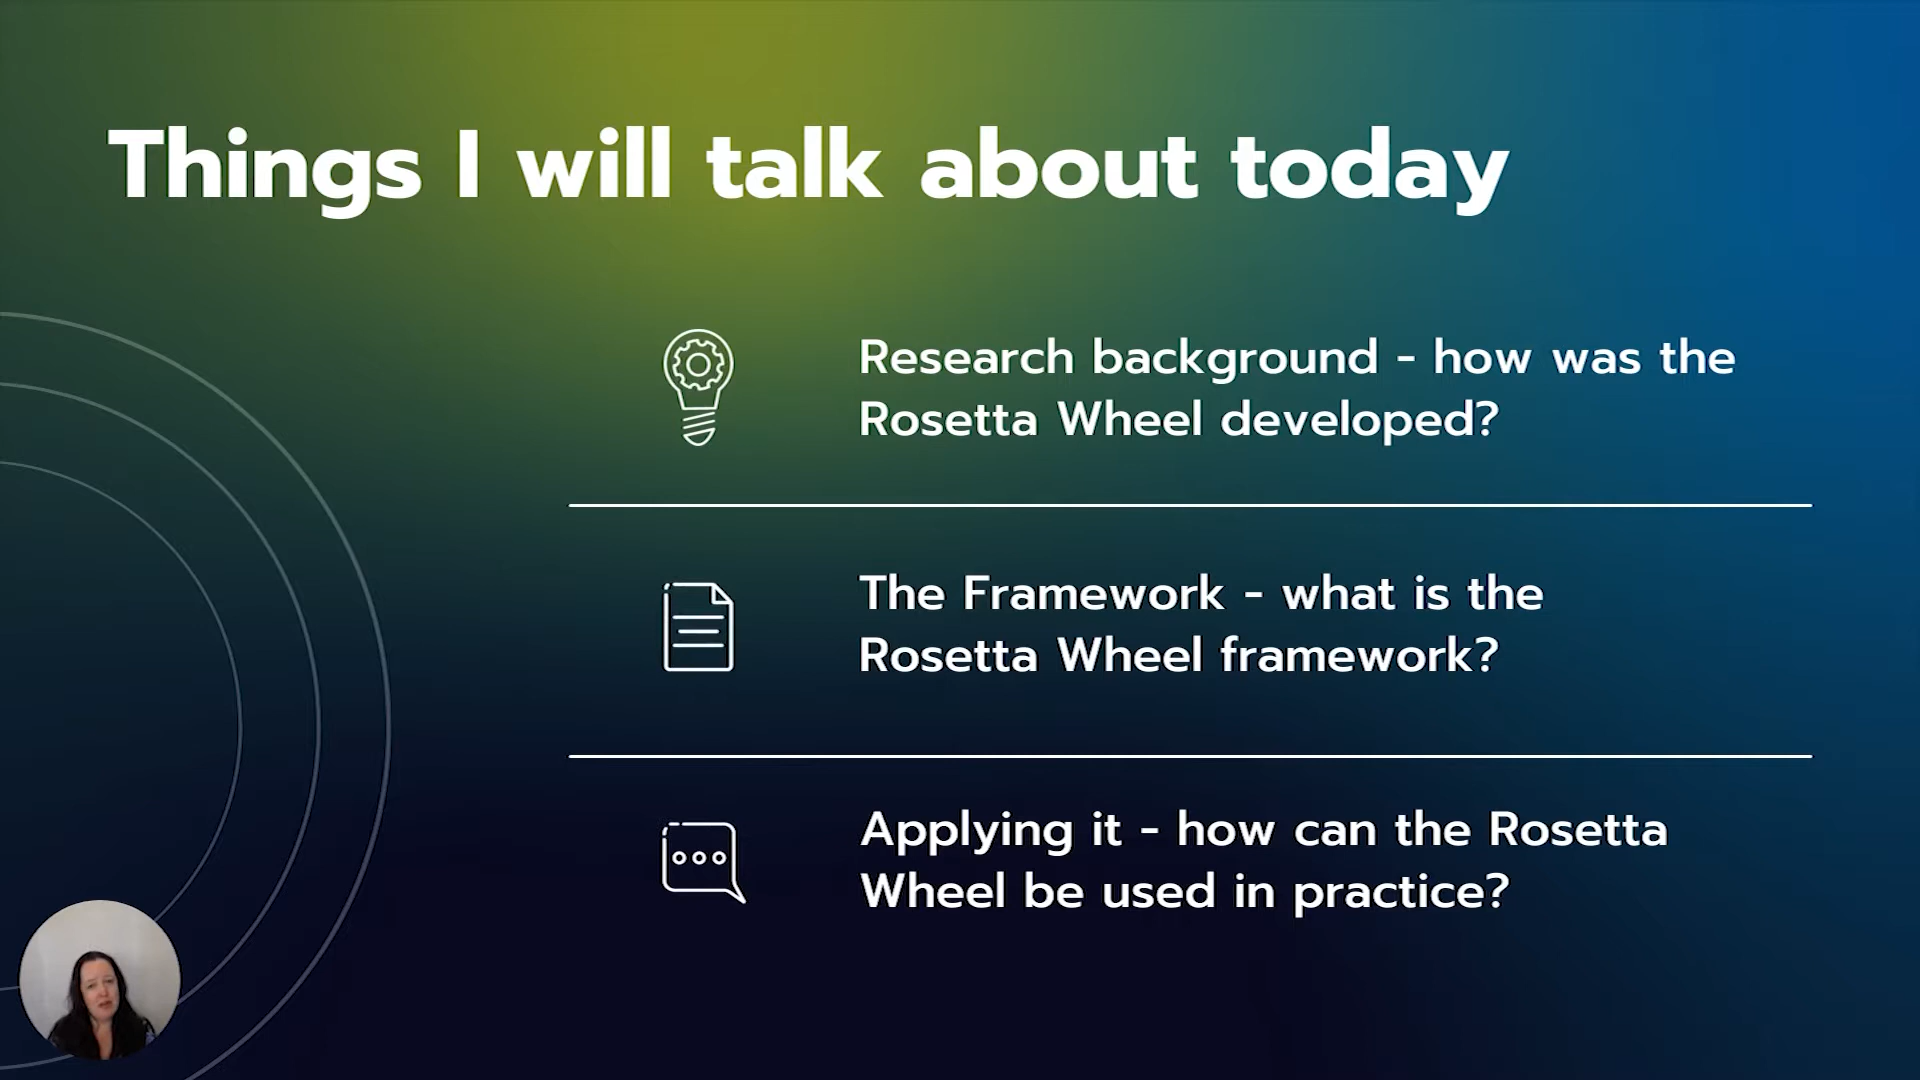 Things I will talk about today
Research background - how was the
Rosetta Wheel developed?
The Framework - what is the
Rosetta Wheel framework?
Applying it - how can the Rosetta
Wheel be used in practice?